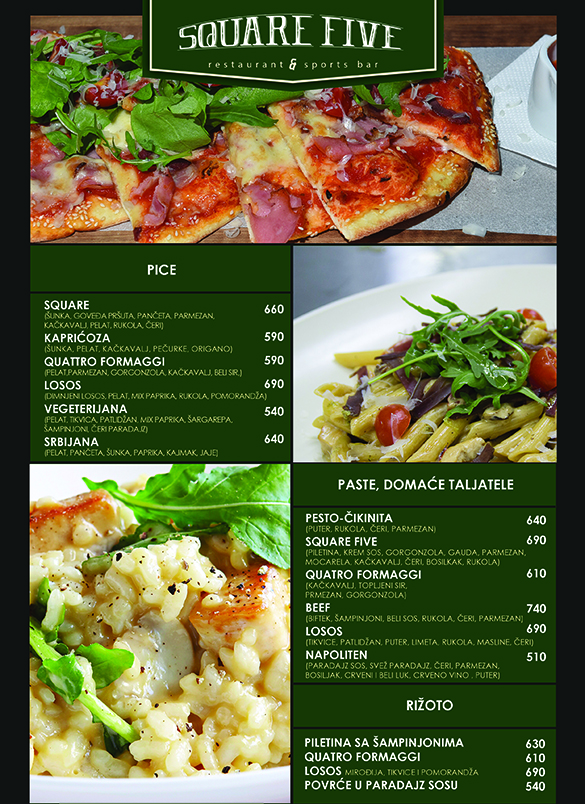 SQUARE FIVE
restaurant & sports bar
PICE
SQUARE 660
(ŠUNKA, GOVEĐA PRŠUTA, PANČETA, PARMEZAN,
KAČKAVALJ, PELAT, RUKOLA, ČERI)
KAPRIĆOZA 590
(ŠUNKA, PELAT, KAČKAVALJ, PEČURKE, ORIGANO)
QUATTRO FORMAGGI 590
(PELAT,PARMEZAN, GORGONZOLA, KAČKAVALJ, BELI SIR,)
LOSOS 690
(DIMNJENI LOSOS, PELAT, MIX PAPRIKA, RUKOLA, POMORANDŽA)
VEGETERIJANA 540
(PELAT, TIKVICA, PATLIDŽAN, MIX PAPRIKA, ŠARGAREPA,
ŠAMPINJONI, ČERI PARADAJZ)
SRBIJANA 640
(PELAT, PANČETA, ŠUNKA, PAPRIKA, KAJMAK, JAJE)
PASTE, DOMAĆE TALJATELE
PESTO-ČIKINITA 640
(PUTER, RUKOLA, ČERI, PARMEZAN)
SQUARE FIVE 690
(PILETINA, KREM SOS, GORGONZOLA, GAUDA, PARMEZAN,
MOCARELA, KAČKAVALJ, ČERI, BOSILKAK, RUKOLA)
QUATRO FORMAGGI 610
(KAČKAVALJ, TOPLJENI SIR,
PRMEZAN, GORGONZOLA)
BEEF 740
(BIFTEK, ŠAMPINJONI, BELI SOS, RUKOLA, ČERI, PARMEZAN)
LOSOS 690
(TIKVICE, PATLIDŽAN, PUTER, LIMETA, RUKOLA, MASLINE, ČERI)
NAPOLITEN 510
(PARADAJZ SOS, SVEŽ PARADAJZ, ČERI, PARMEZAN,
BOSILJAK, CRVENI I BELI LUK, CRVENO VINO , PUTER)
RIŽOTO
PILETINA SA ŠAMPINJONIMA 630
QUATRO FORMAGGI 610
LOSOS MIROĐIJA, TIKVICE I POMORANDŽA 690
POVRĆE U PARADAJZ SOSU 540